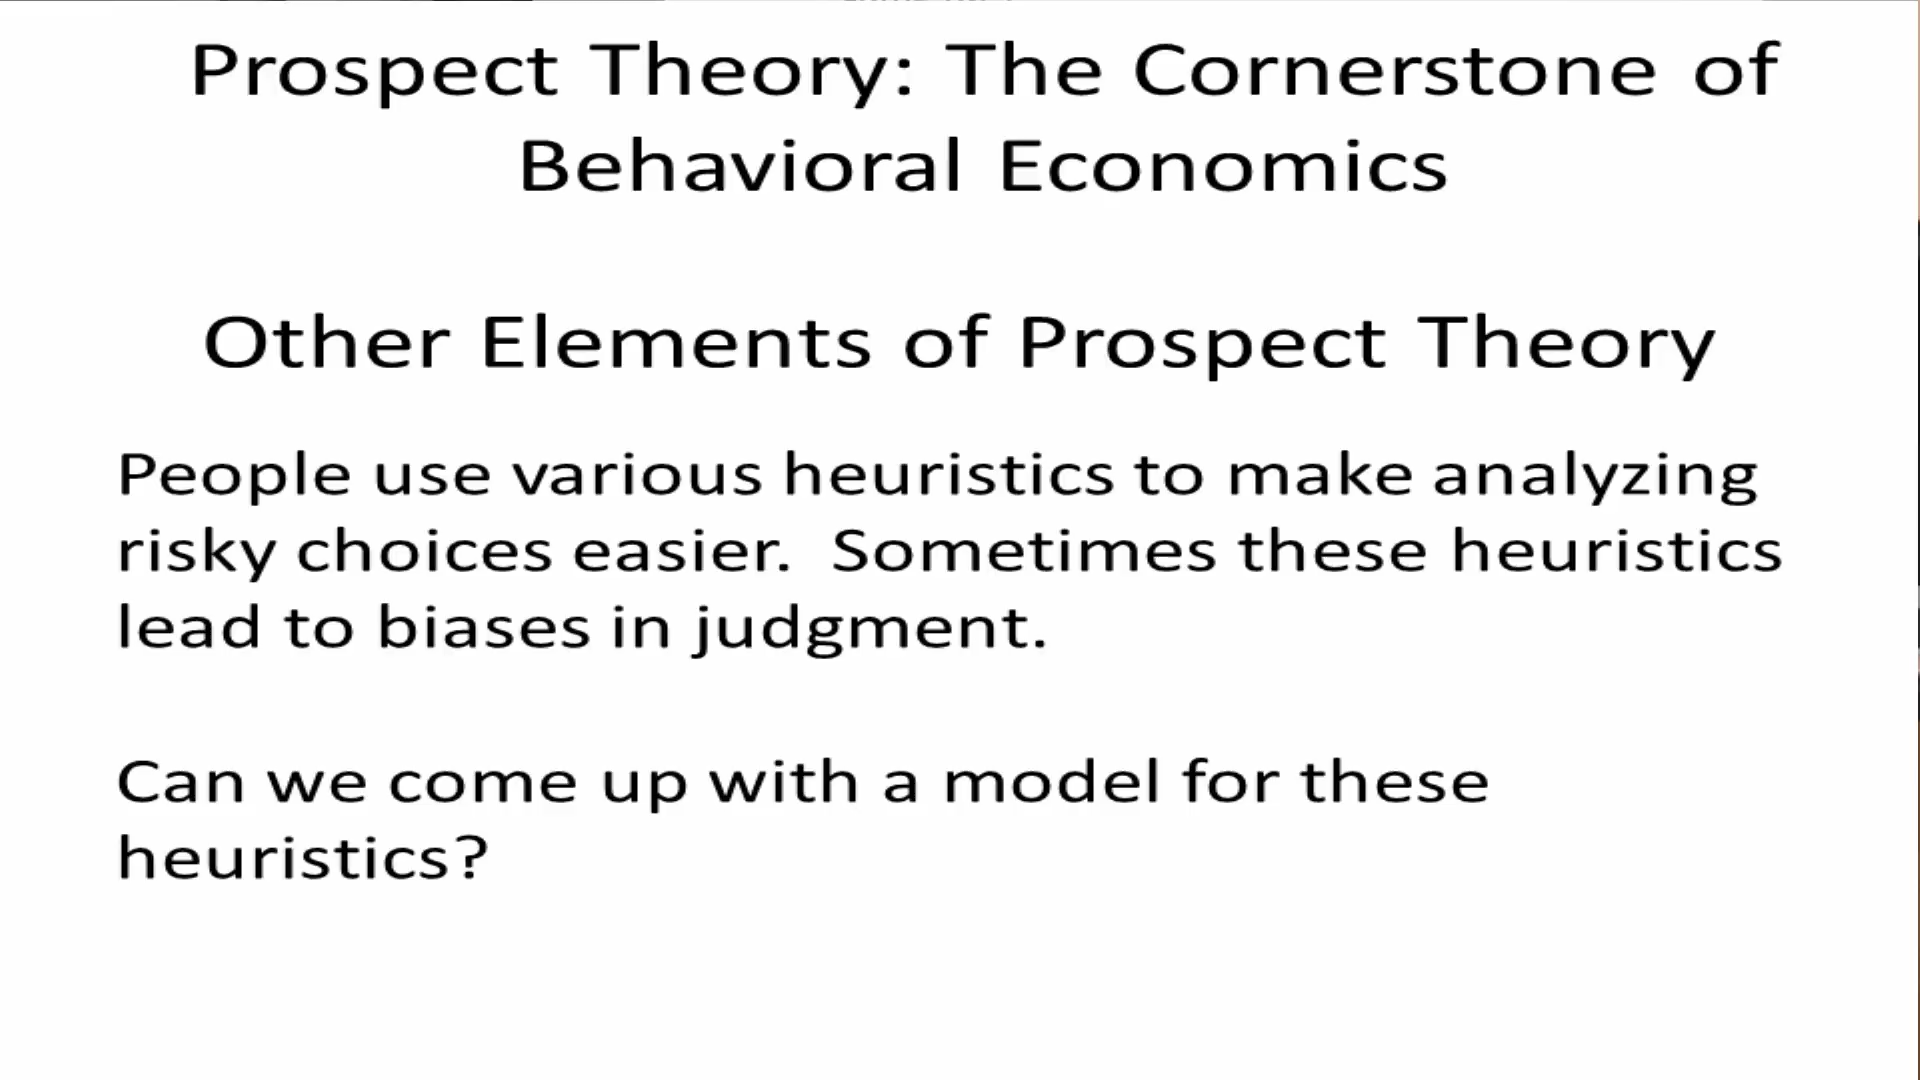 Prospect Theory: The Cornerstone of
Behavioral Economics
Other Elements of Prospect Theory
People use various heuristics to make analyzing
risky choices easier.  Sometimes these heuristics
lead to biases in judgment.
Can we come up with a model for these
heuristics?